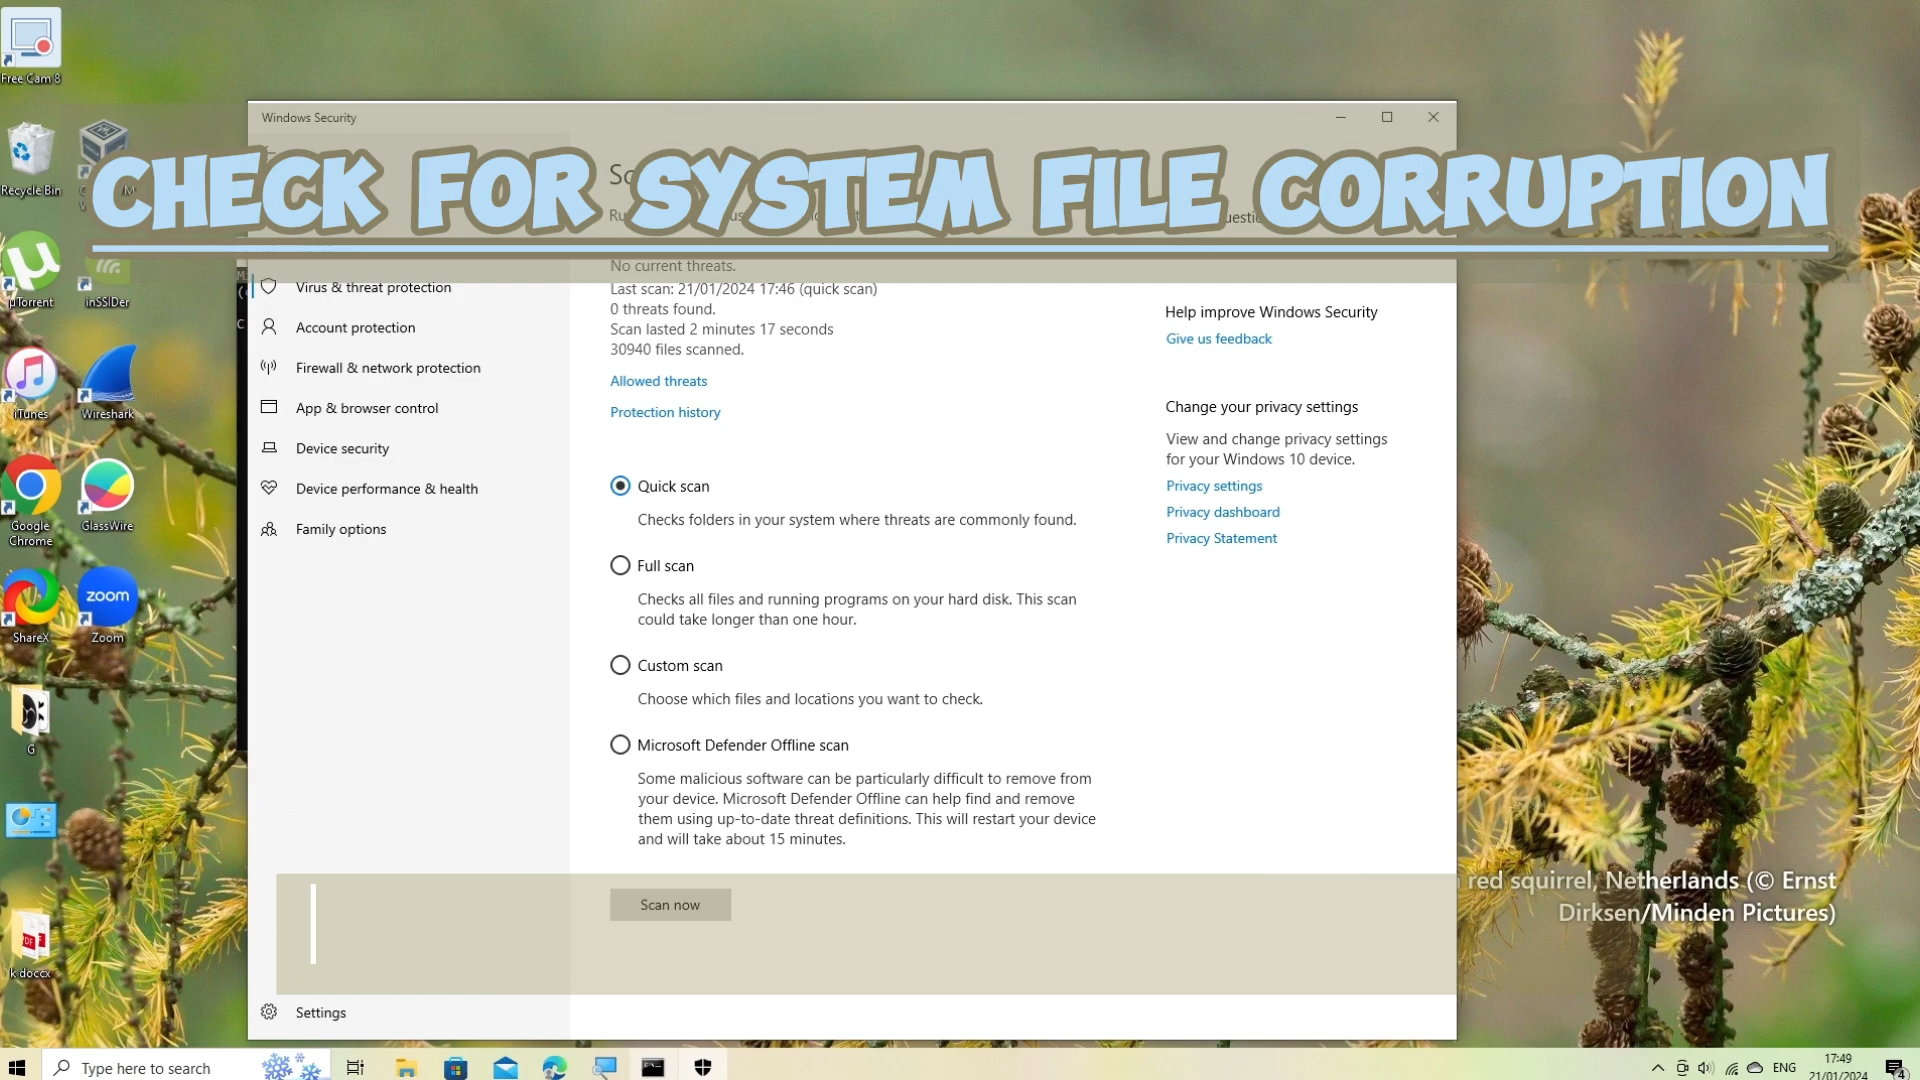 Free Cam 8
Recycle Bin
µTorrent
inSSIDer
iTunes
Wireshark
Google
Chrome
GlassWire
ShareX
Zoom
zoom
G
PDF
k doccx
Windows Security
CHECK FOR SYSTEM FILE CORRUPTION
Virus & threat protection
Account protection
Firewall & network protection
App & browser control
Device security
Device performance & health
Family options
Settings
No current threats.
Last scan: 21/01/2024 17:46 (quick scan)
0 threats found.
Scan lasted 2 minutes 17 seconds
30940 files scanned.
Allowed threats
Protection history
Quick scan
Checks folders in your system where threats are commonly found.
Full scan
Checks all files and running programs on your hard disk. This scan
could take longer than one hour.
Custom scan
Choose which files and locations you want to check.
Microsoft Defender Offline scan
Some malicious software can be particularly difficult to remove from
your device. Microsoft Defender Offline can help find and remove
them using up-to-date threat definitions. This will restart your device
and will take about 15 minutes.
Scan now
Help improve Windows Security
Give us feedback
Change your privacy settings
View and change privacy settings
for your Windows 10 device.
Privacy settings
Privacy dashboard
Privacy Statement
red squirrel, Netherlands (© Ernst
Dirksen/Minden Pictures)
Type here to search
ENG
17:49
21/01/2024
4